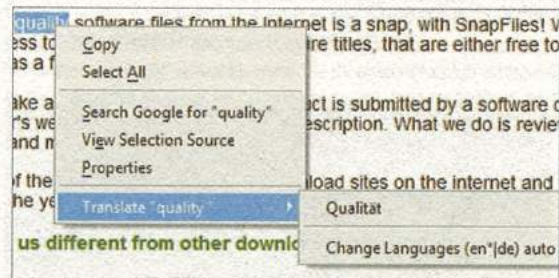 quality software files from the Internet is a snap, with SnapFiles! V
ess to
Copy
re titles, that are either free to
as a f
Select All
ake a
Search Google for "quality"
ct is submitted by a software
r's we
View Selection Source
escription. What we do is revie
and m
Properties
f the
load sites on the internet and
he ye
Translate "quality"
Qualität
us different from other downlo
Change Languages (en*|de) auto